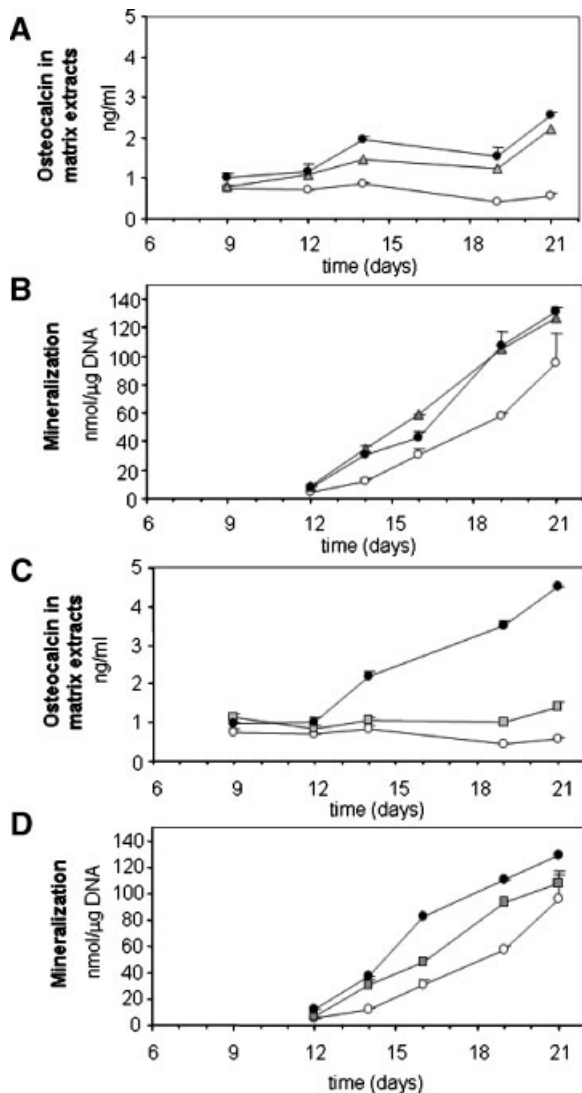 A
Osteocalcin in
matrix extracts
ng/ml
5
4
3
2
1
0
6 9 12 15 18 21
time (days)
B
Mineralization
nmol/µg DNA
140
120
100
80
60
40
20
0
6 9 12 15 18 21
time (days)
C
Osteocalcin in
matrix extracts
ng/ml
5
4
3
2
1
0
6 9 12 15 18 21
time (days)
D
Mineralization
nmol/µg DNA
140
120
100
80
60
40
20
0
6 9 12 15 18 21
time (days)